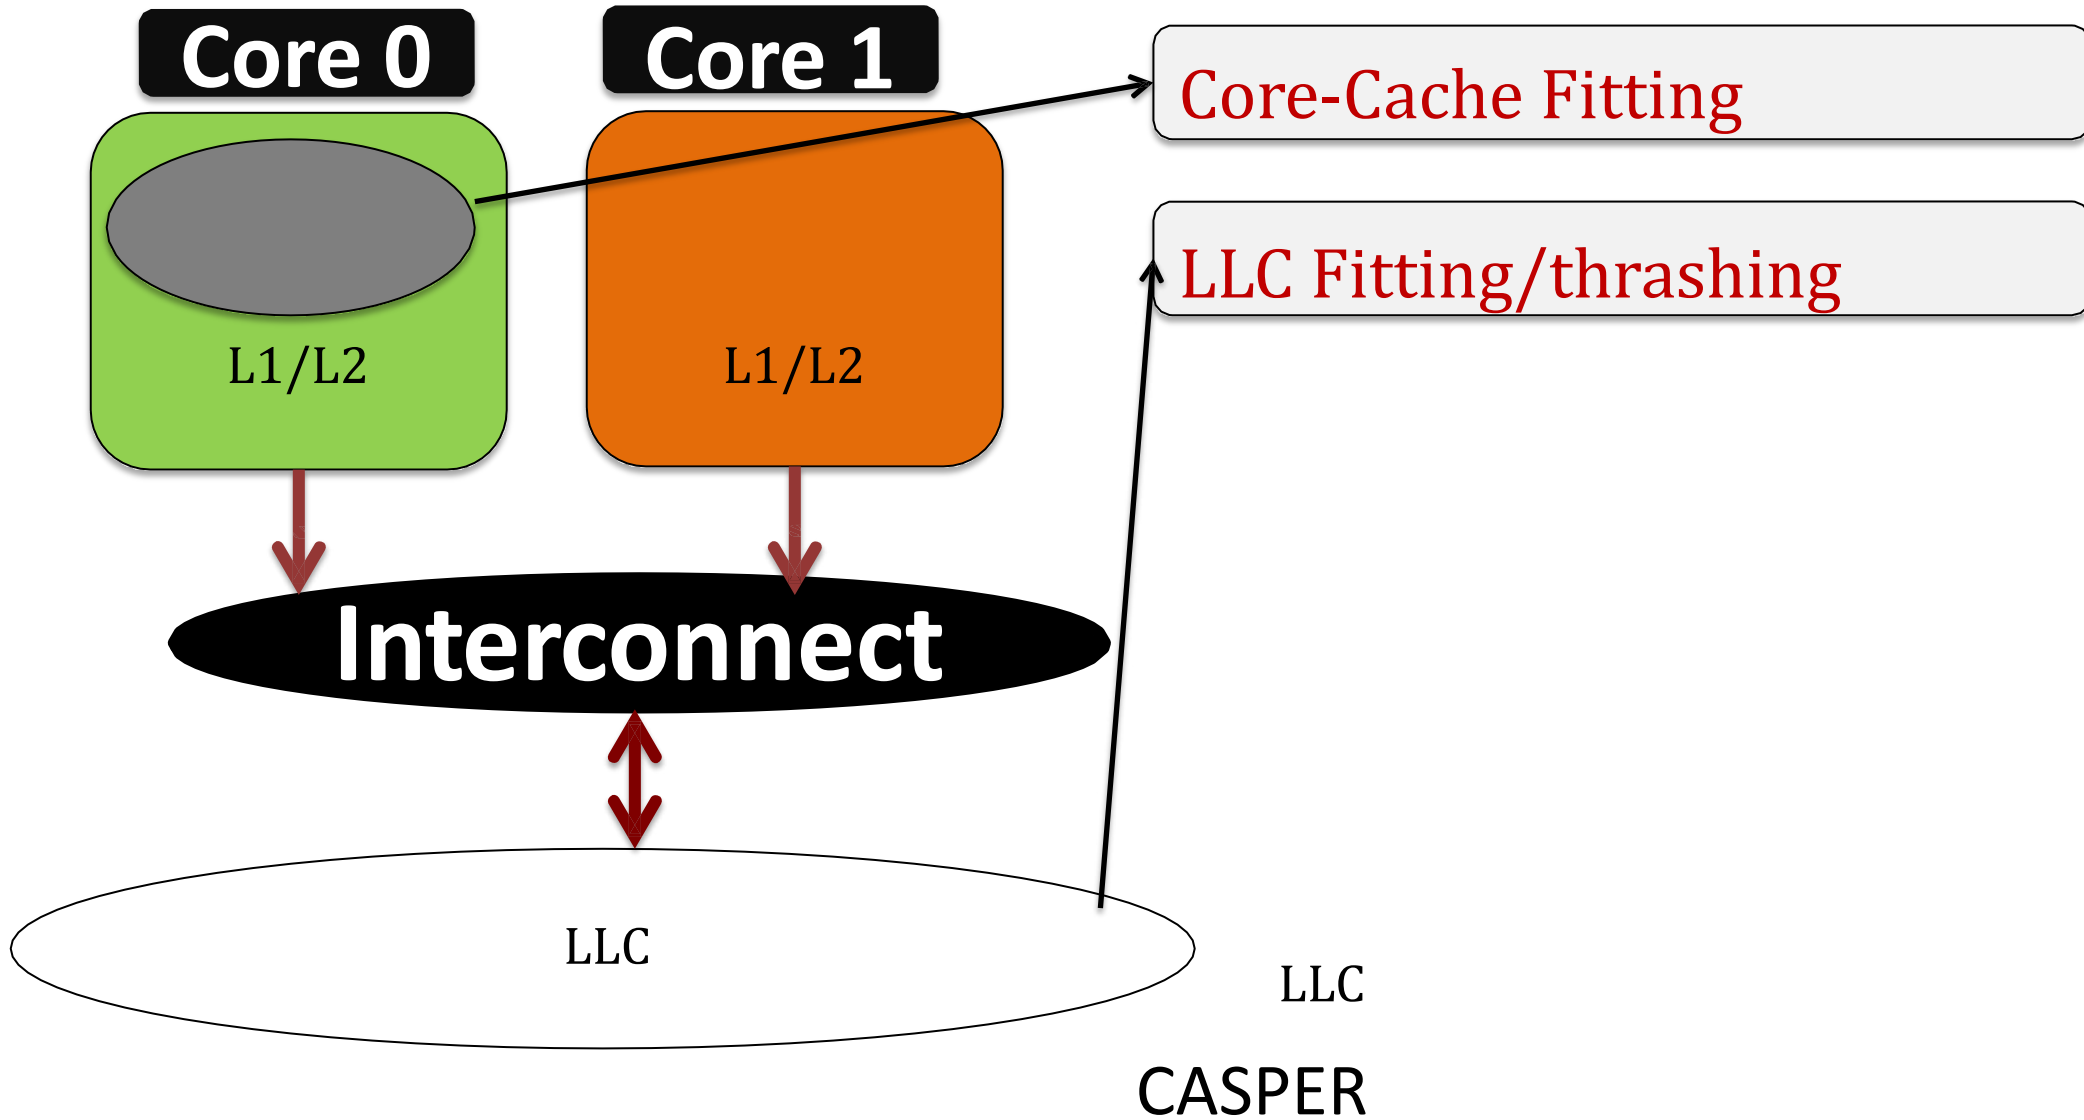 Core 0
Core 1
Core-Cache Fitting
LLC Fitting/thrashing
L1/L2
L1/L2
Interconnect
LLC
LLC
CASPER